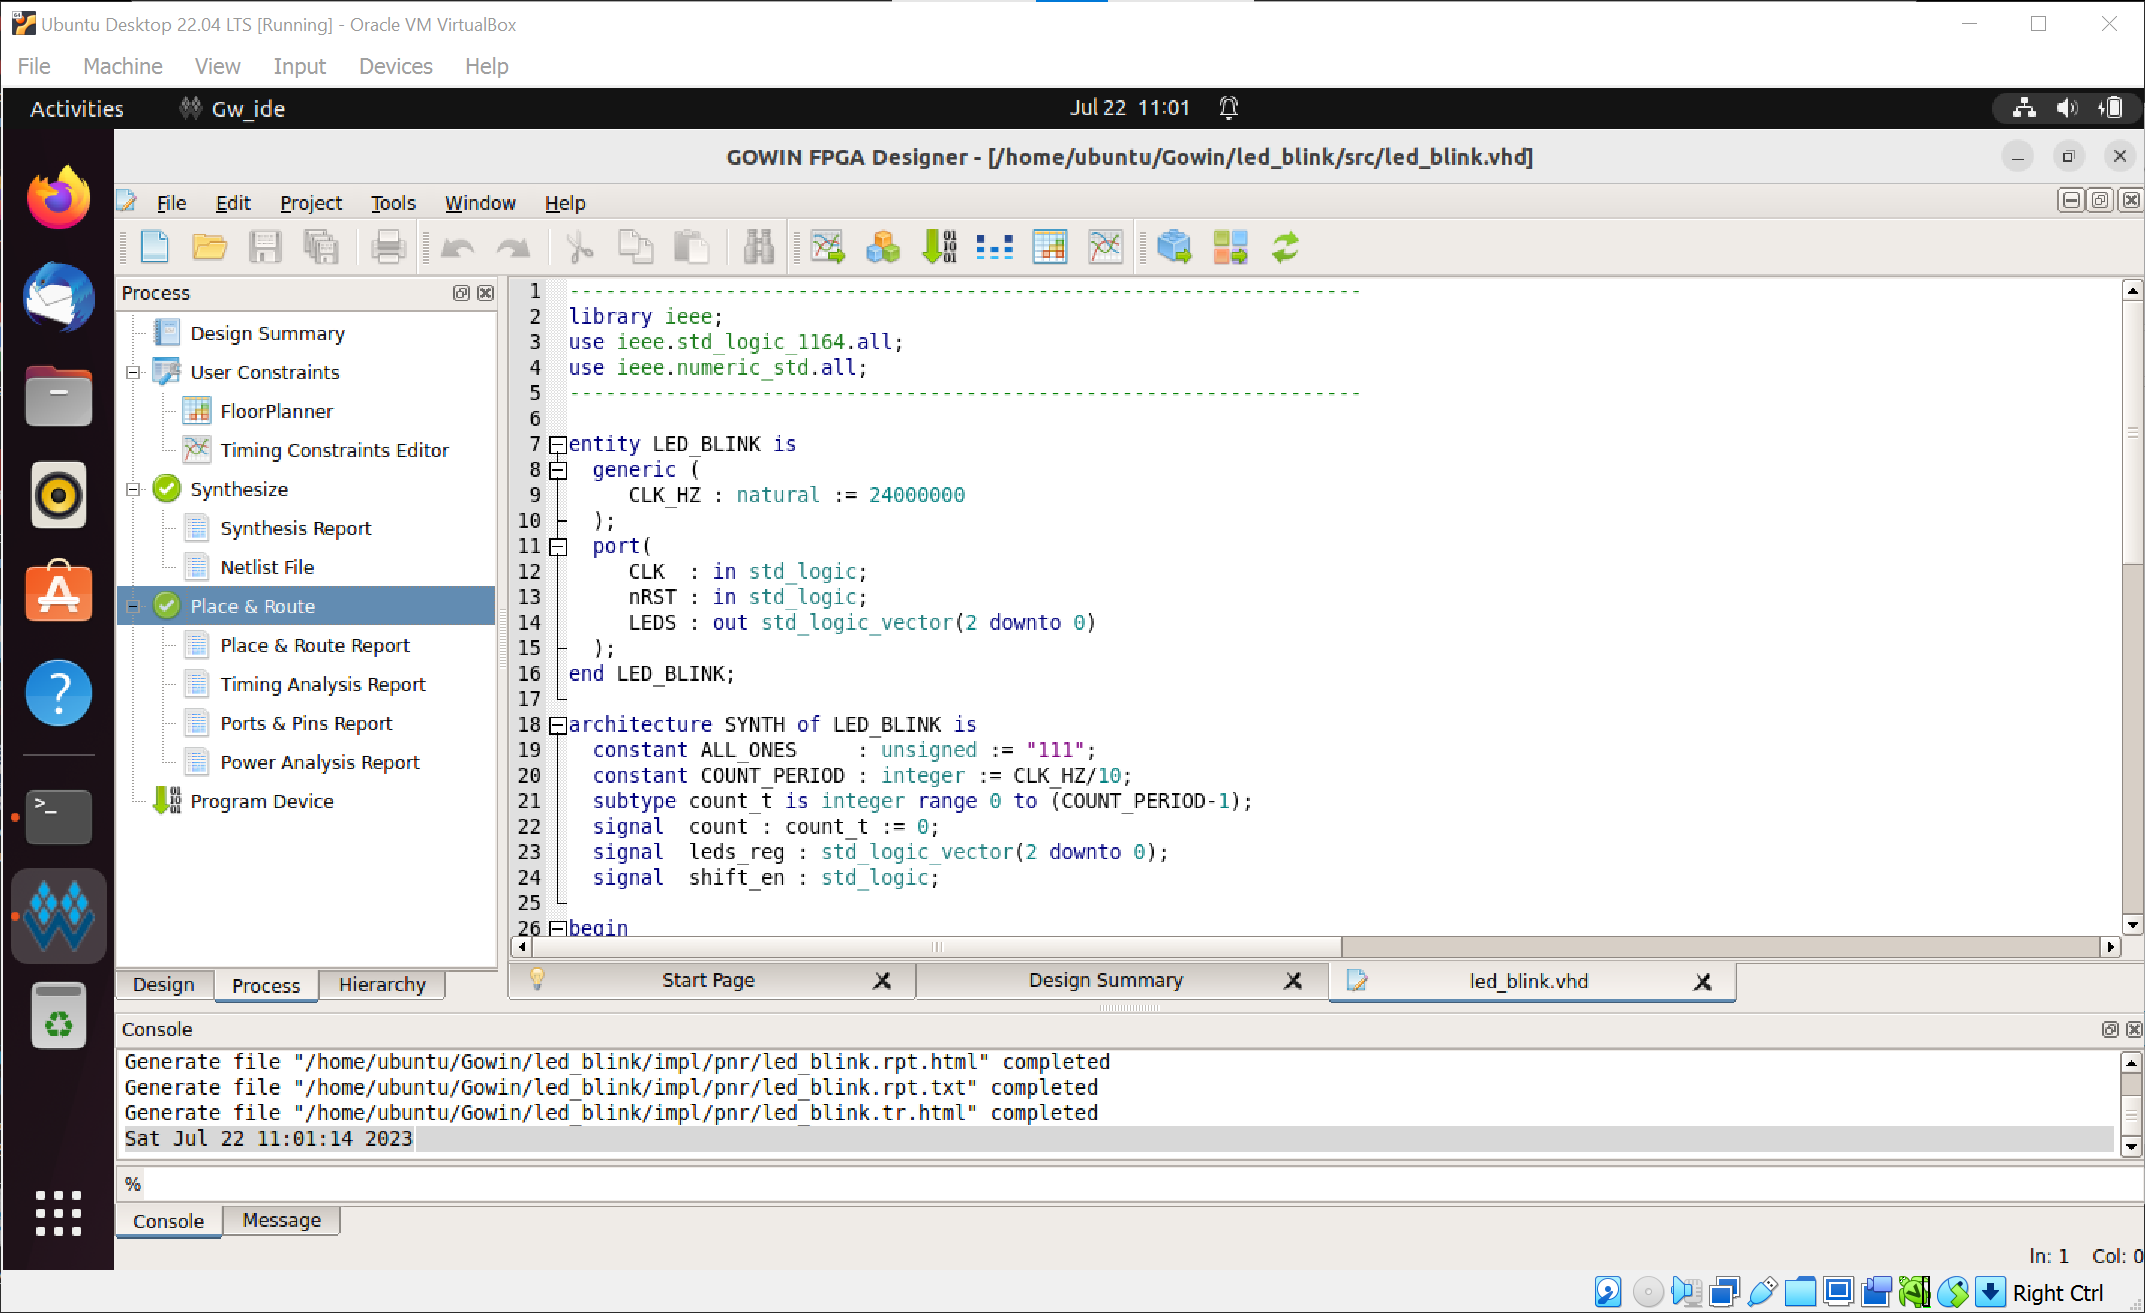 Ubuntu Desktop 22.04 LTS [Running] - Oracle VM VirtualBox
File Machine View Input Devices Help
Activities Gw_ide Jul 22 11:01
GOWIN FPGA Designer - [/home/ubuntu/Gowin/led_blink/src/led_blink.vhd]
File Edit Project Tools Window Help
Process
Design Summary
User Constraints
FloorPlanner
Timing Constraints Editor
Synthesize
Synthesis Report
Netlist File
Place & Route
Place & Route Report
Timing Analysis Report
Ports & Pins Report
Power Analysis Report
Program Device
Design Process Hierarchy
1 ------------------------------------------------------------------
2 library ieee;
3 use ieee.std_logic_1164.all;
4 use ieee.numeric_std.all;
5 ------------------------------------------------------------------
6
7 entity LED_BLINK is
8   generic (
9      CLK_HZ : natural := 24000000
10   );
11   port(
12      CLK  : in std_logic;
13      nRST : in std_logic;
14      LEDS : out std_logic_vector(2 downto 0)
15   );
16 end LED_BLINK;
17
18 architecture SYNTH of LED_BLINK is
19   constant ALL_ONES     : unsigned := "111";
20   constant COUNT_PERIOD : integer := CLK_HZ/10;
21   subtype count_t is integer range 0 to (COUNT_PERIOD-1);
22   signal  count : count_t := 0;
23   signal  leds_reg : std_logic_vector(2 downto 0);
24   signal  shift_en : std_logic;
25
26 begin
Start Page Design Summary led_blink.vhd
Console
Generate file "/home/ubuntu/Gowin/led_blink/impl/pnr/led_blink.rpt.html" completed
Generate file "/home/ubuntu/Gowin/led_blink/impl/pnr/led_blink.rpt.txt" completed
Generate file "/home/ubuntu/Gowin/led_blink/impl/pnr/led_blink.tr.html" completed
Sat Jul 22 11:01:14 2023
%
Console Message
ln: 1 Col: 0
Right Ctrl